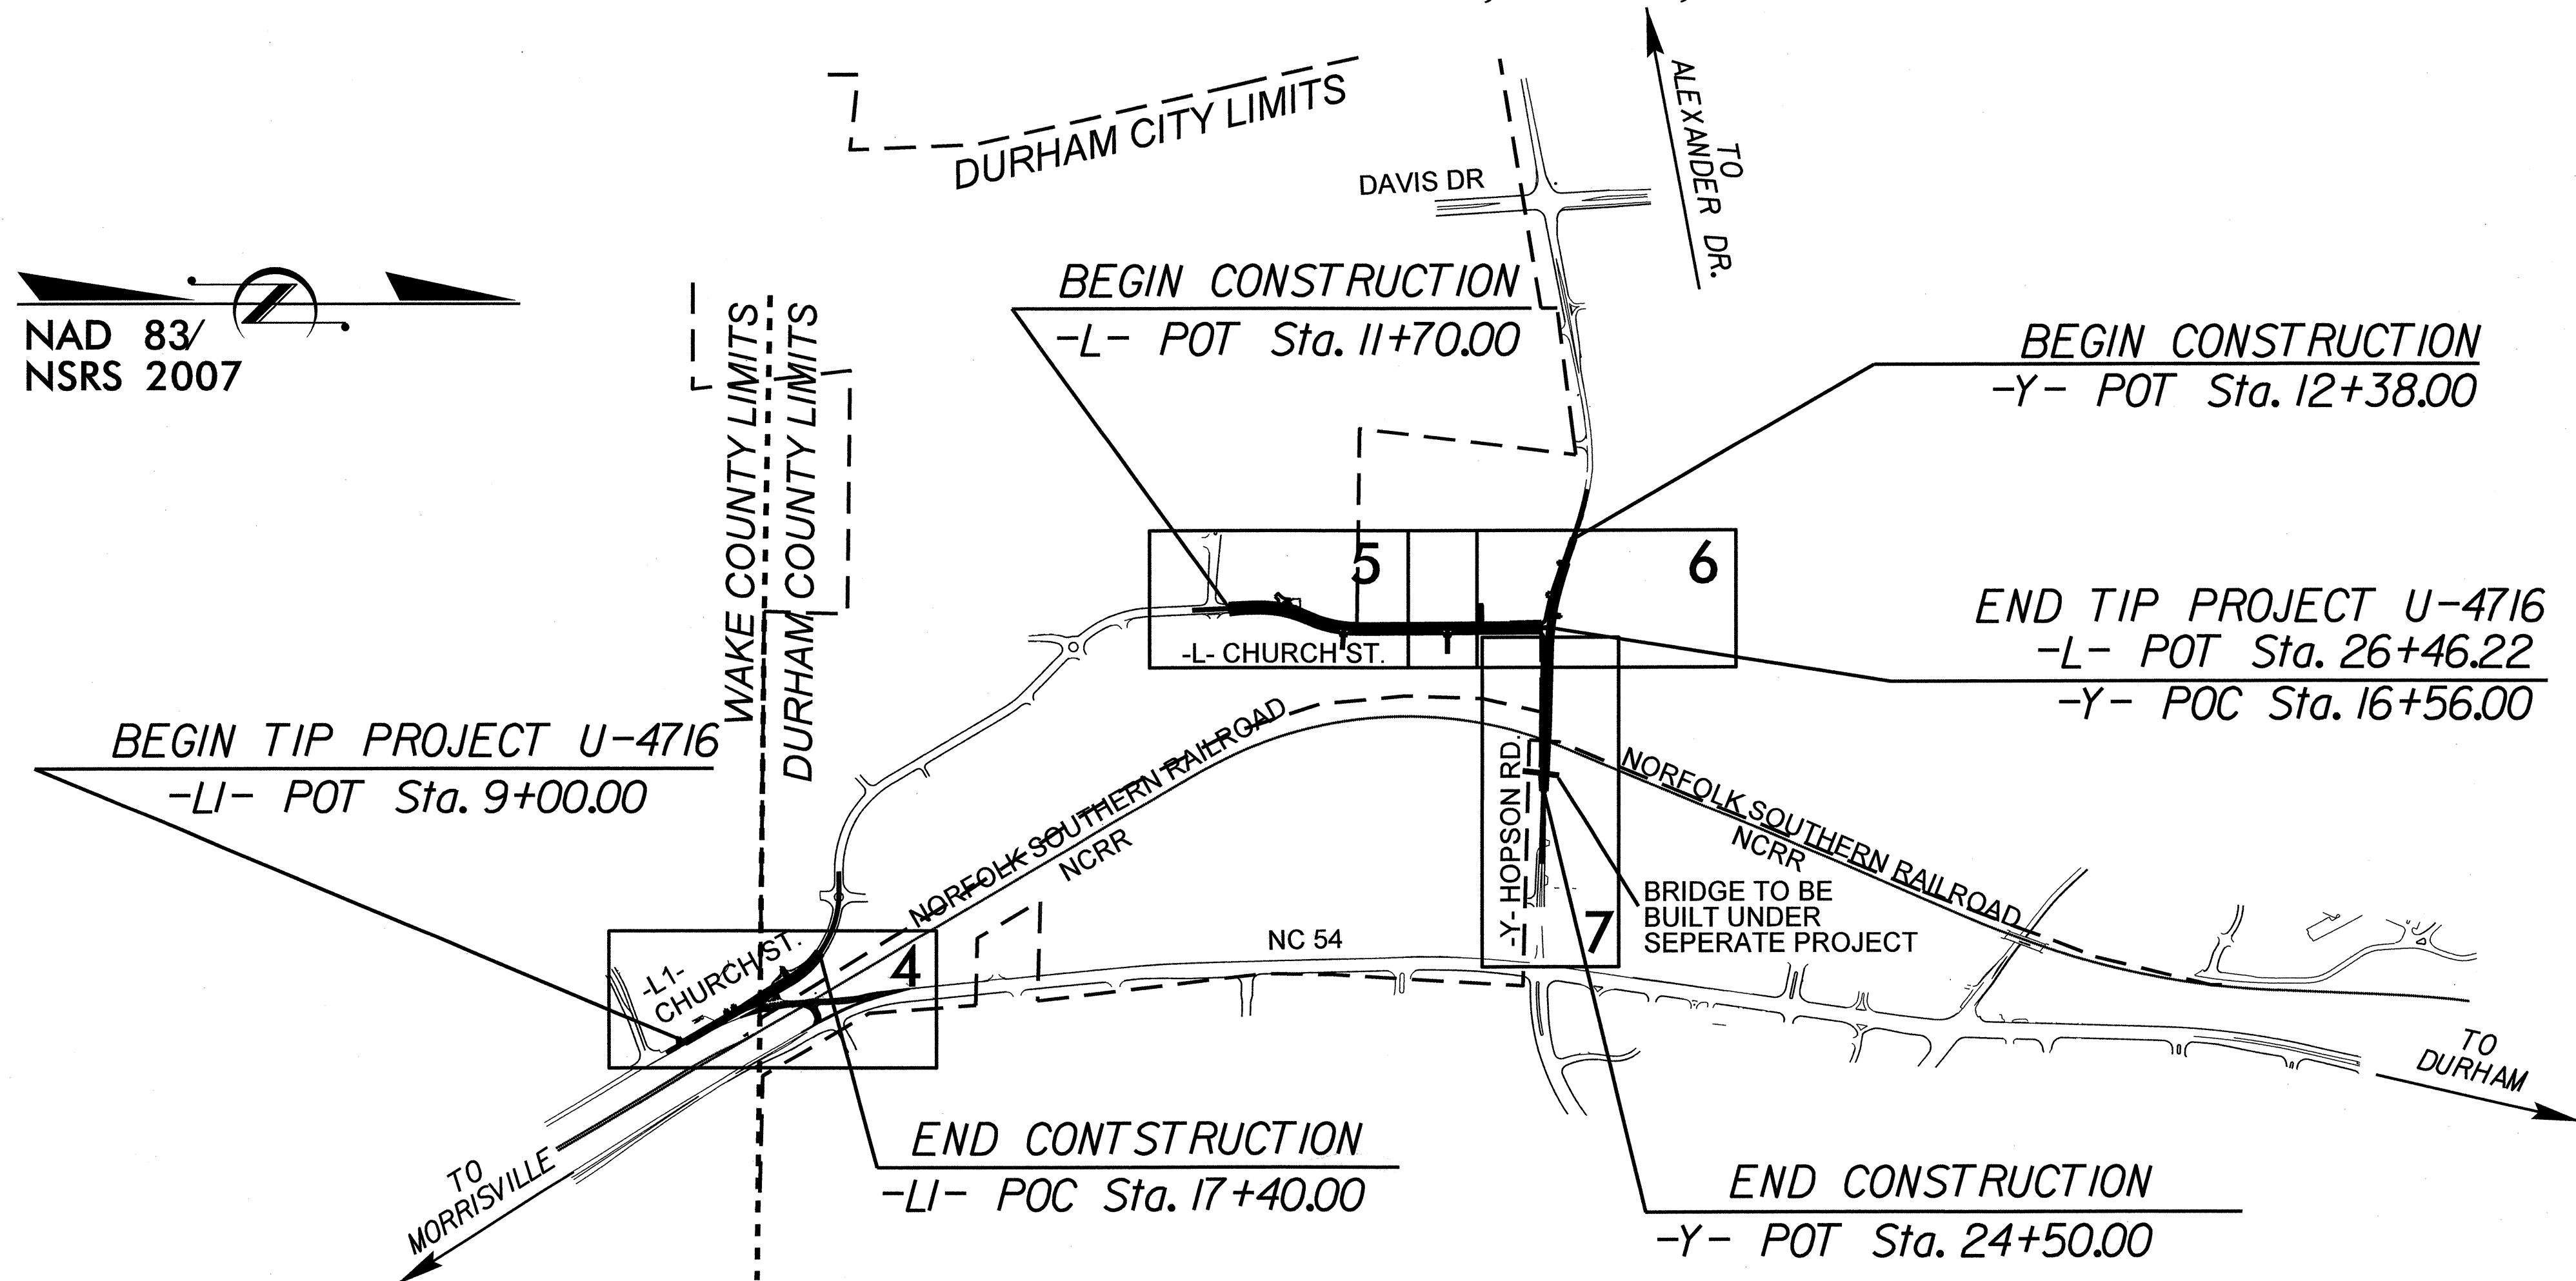 DURHAM CITY LIMITS
DAVIS DR
TO
ALEXANDER DR.
NAD 83/
NSRS 2007
WAKE COUNTY LIMITS
DURHAM COUNTY LIMITS
BEGIN CONSTRUCTION
-L- POT Sta. 11+70.00
BEGIN CONSTRUCTION
-Y- POT Sta. 12+38.00
5
6
-L- CHURCH ST.
END TIP PROJECT U-4716
-L- POT Sta. 26+46.22
-Y- POC Sta. 16+56.00
BEGIN TIP PROJECT U-4716
-L1- POT Sta. 9+00.00
NORFOLK SOUTHERN RAILROAD
NCRR
-Y- HOPSON RD.
NORFOLK SOUTHERN RAILROAD
NCRR
BRIDGE TO BE
BUILT UNDER
SEPERATE PROJECT
7
NC 54
4
-L1-
CHURCH ST.
TO
DURHAM
TO
MORRISVILLE
END CONTSTRUCTION
-L1- POC Sta. 17+40.00
END CONSTRUCTION
-Y- POT Sta. 24+50.00